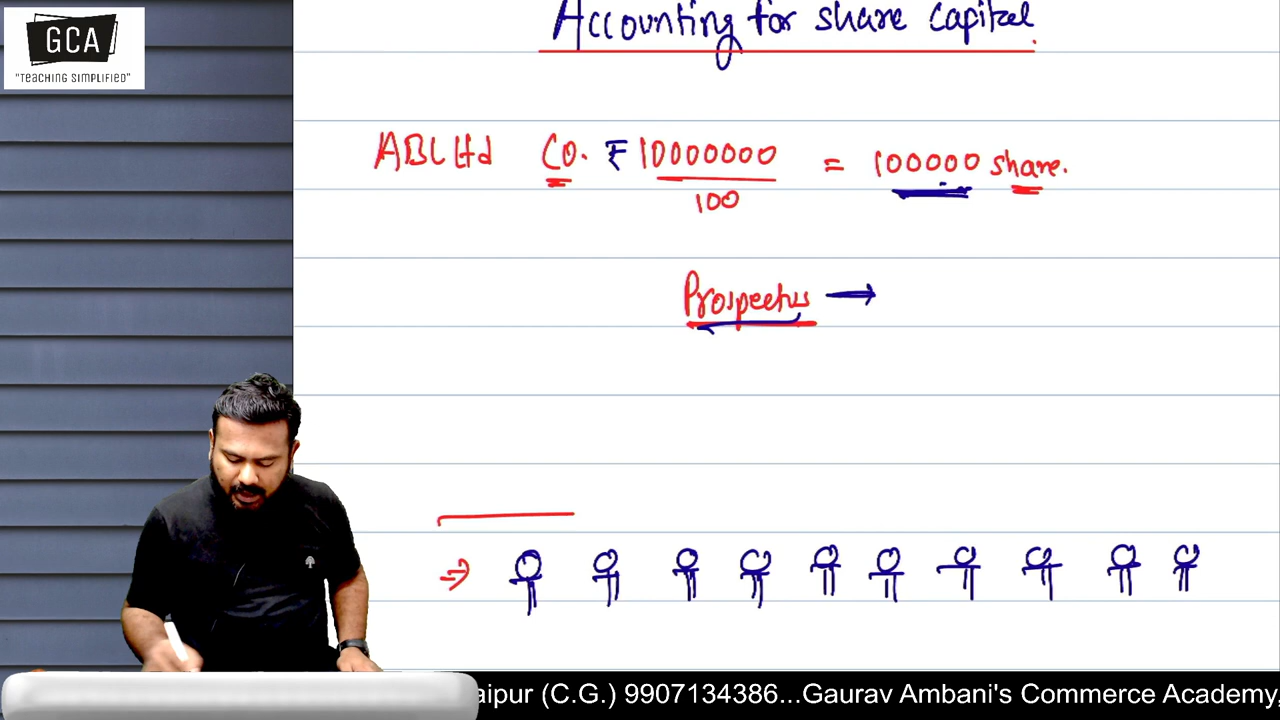 GCA
"TEACHING SIMPLIFIED"
Accounting for share Capital
ABC Ltd Co. ₹ 10000000 = 100000 share.
100
Prospectus →
aipur (C.G.) 9907134386...Gaurav Ambani's Commerce Academy,